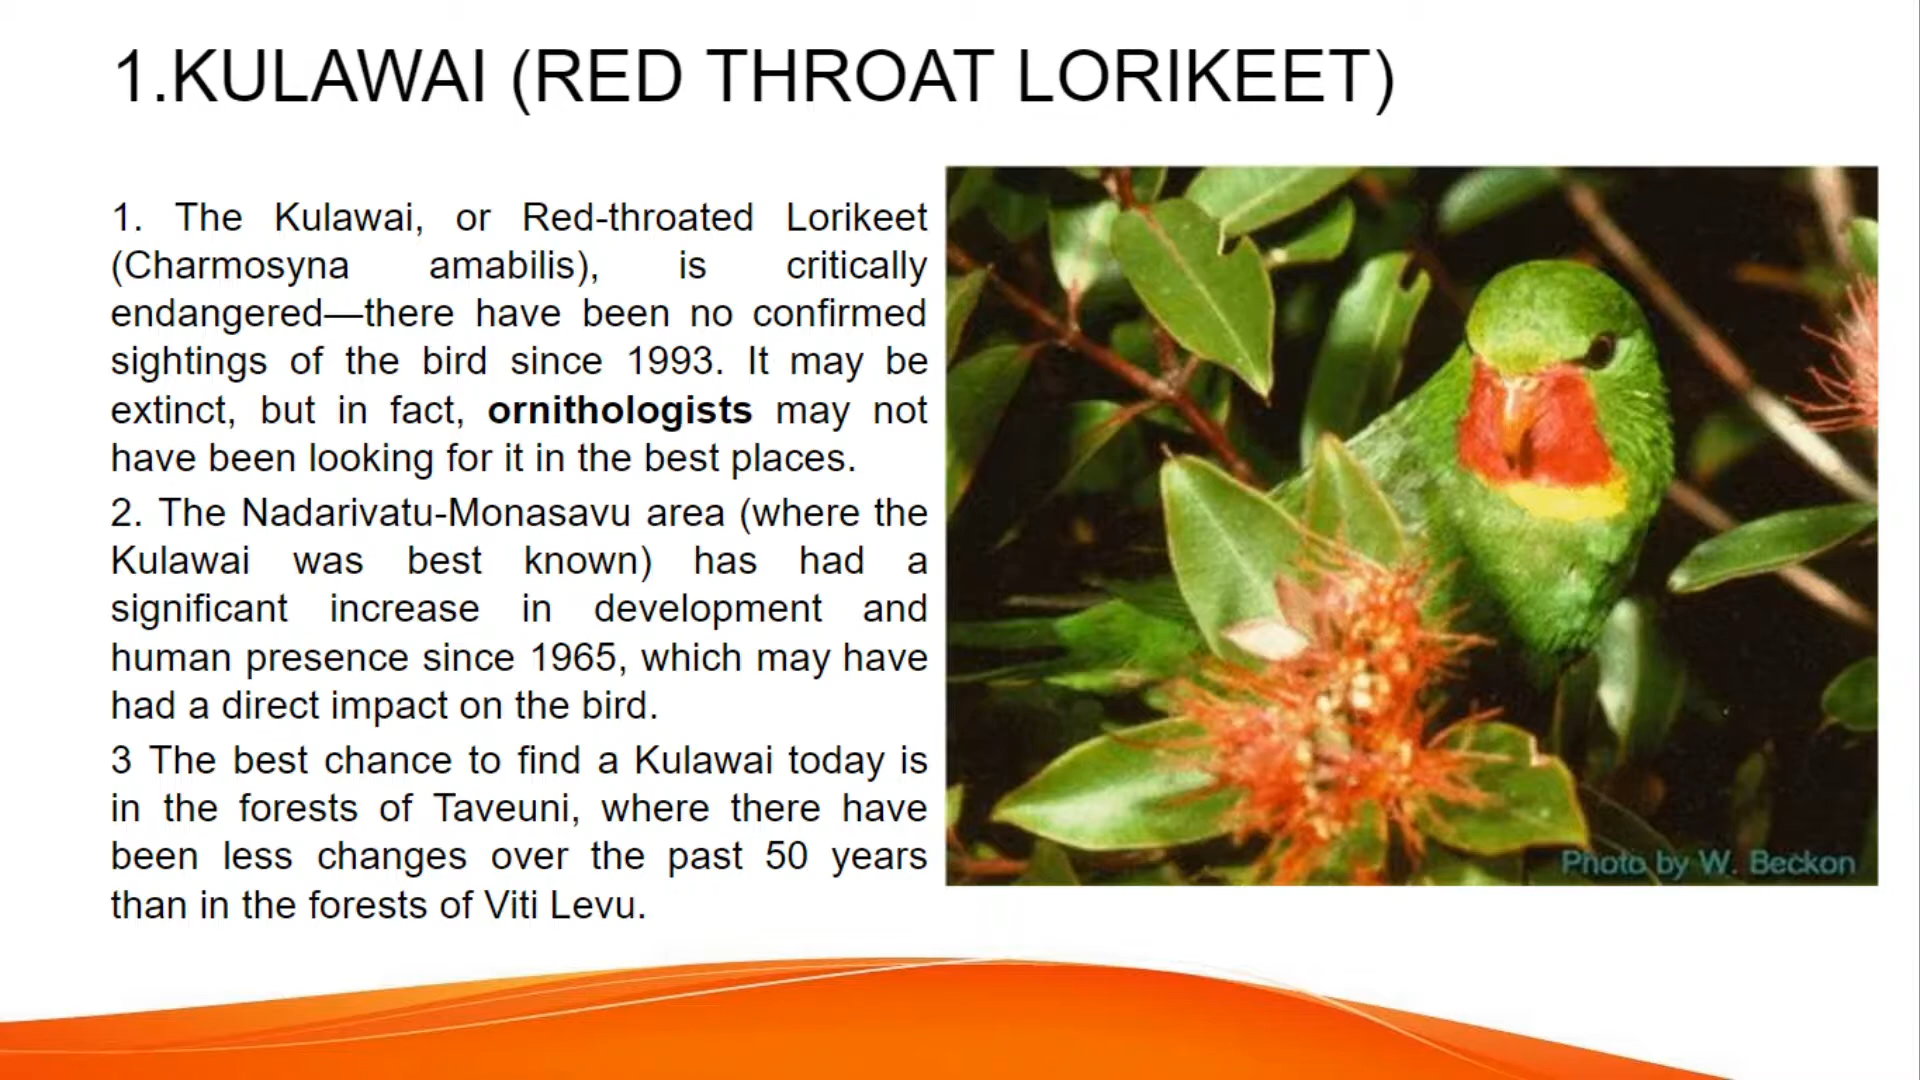 1.KULAWAI (RED THROAT LORIKEET)
1. The Kulawai, or Red-throated Lorikeet
(Charmosyna amabilis), is critically
endangered—there have been no confirmed
sightings of the bird since 1993. It may be
extinct, but in fact, ornithologists may not
have been looking for it in the best places.
2. The Nadarivatu-Monasavu area (where the
Kulawai was best known) has had a
significant increase in development and
human presence since 1965, which may have
had a direct impact on the bird.
3 The best chance to find a Kulawai today is
in the forests of Taveuni, where there have
been less changes over the past 50 years
than in the forests of Viti Levu.
Photo by W. Beckon